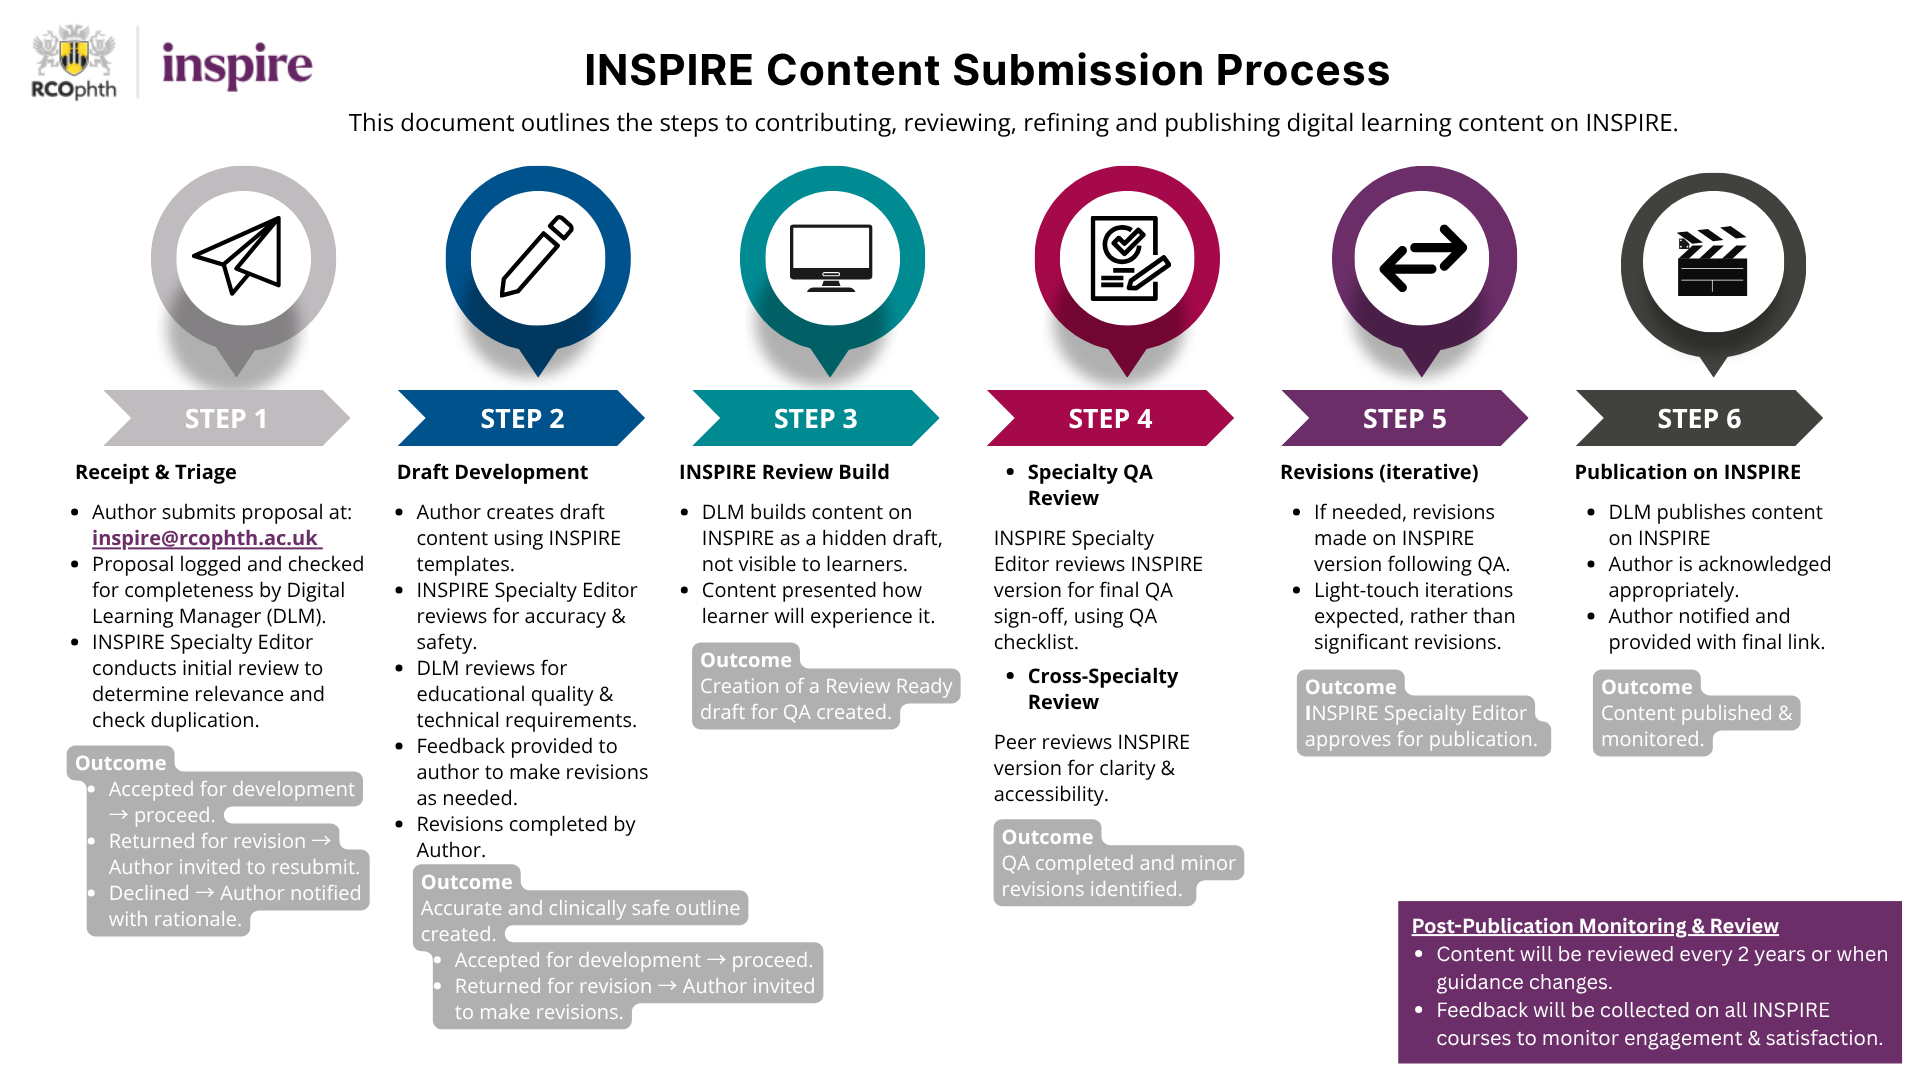 RCOphth
inspire
INSPIRE Content Submission Process
This document outlines the steps to contributing, reviewing, refining and publishing digital learning content on INSPIRE.
STEP 1
Receipt & Triage
• Author submits proposal at:
inspire@rcophth.ac.uk
• Proposal logged and checked
for completeness by Digital
Learning Manager (DLM).
• INSPIRE Specialty Editor
conducts initial review to
determine relevance and
check duplication.
Outcome
• Accepted for development
→ proceed.
• Returned for revision →
Author invited to resubmit.
• Declined → Author notified
with rationale.
STEP 2
Draft Development
• Author creates draft
content using INSPIRE
templates.
• INSPIRE Specialty Editor
reviews for accuracy &
safety.
• DLM reviews for
educational quality &
technical requirements.
• Feedback provided to
author to make revisions
as needed.
• Revisions completed by
Author.
Outcome
Accurate and clinically safe outline
created.
• Accepted for development → proceed.
• Returned for revision → Author invited
to make revisions.
STEP 3
INSPIRE Review Build
• DLM builds content on
INSPIRE as a hidden draft,
not visible to learners.
• Content presented how
learner will experience it.
Outcome
Creation of a Review Ready
draft for QA created.
STEP 4
• Specialty QA
Review
INSPIRE Specialty
Editor reviews INSPIRE
version for final QA
sign-off, using QA
checklist.
• Cross-Specialty
Review
Peer reviews INSPIRE
version for clarity &
accessibility.
Outcome
QA completed and minor
revisions identified.
STEP 5
Revisions (iterative)
• If needed, revisions
made on INSPIRE
version following QA.
• Light-touch iterations
expected, rather than
significant revisions.
Outcome
INSPIRE Specialty Editor
approves for publication.
STEP 6
Publication on INSPIRE
• DLM publishes content
on INSPIRE
• Author is acknowledged
appropriately.
• Author notified and
provided with final link.
Outcome
Content published &
monitored.
Post-Publication Monitoring & Review
• Content will be reviewed every 2 years or when
guidance changes.
• Feedback will be collected on all INSPIRE
courses to monitor engagement & satisfaction.